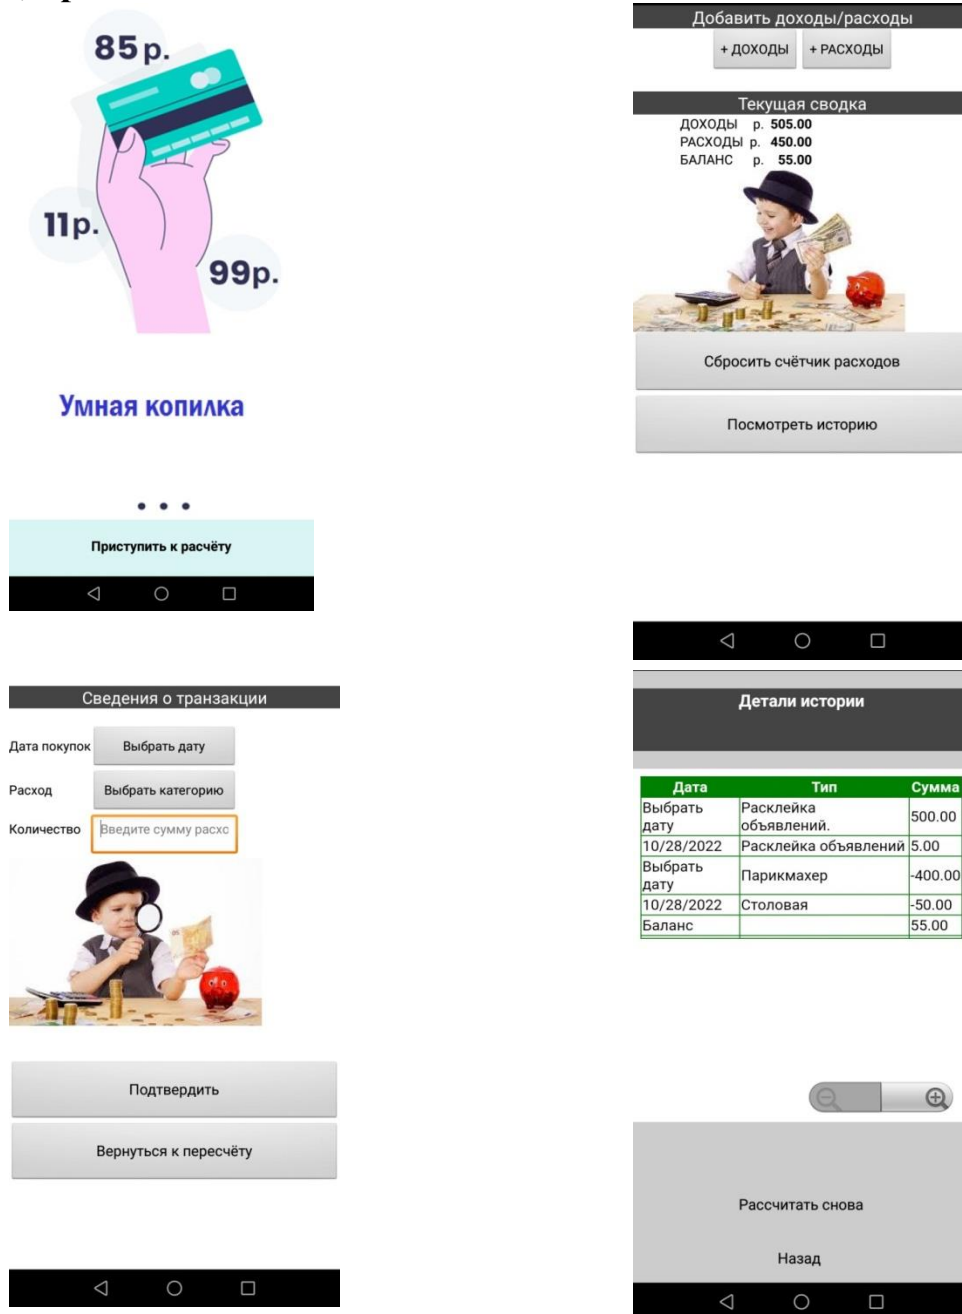 85 р.
11р.
99р.
Умная копилка
Приступить к расчёту
Добавить доходы/расходы
+ ДОХОДЫ + РАСХОДЫ
Текущая сводка
ДОХОДЫ р. 505.00
РАСХОДЫ р. 450.00
БАЛАНС р. 55.00
Сбросить счётчик расходов
Посмотреть историю
Сведения о транзакции
Дата покупок Выбрать дату
Расход Выбрать категорию
Количество Введите сумму расхо
Подтвердить
Вернуться к пересчёту
Детали истории
Дата Тип Сумма
Выбрать дату Расклейка объявлений. 500.00
10/28/2022 Расклейка объявлений 5.00
Выбрать дату Парикмахер -400.00
10/28/2022 Столовая -50.00
Баланс 55.00
Рассчитать снова
Назад